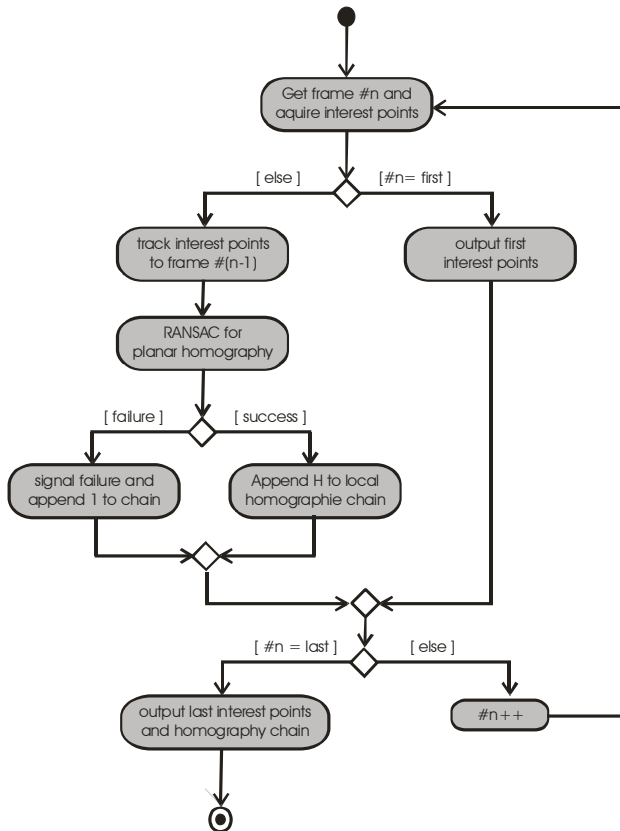 Get frame #n and
aquire interest points
[ else ]
[#n= first ]
track interest points
to frame #(n-1)
output first
interest points
RANSAC for
planar homography
[ failure ]
[ success ]
signal failure and
append 1 to chain
Append H to local
homographie chain
[ #n = last ]
[ else ]
output last interest points
and homography chain
#n++